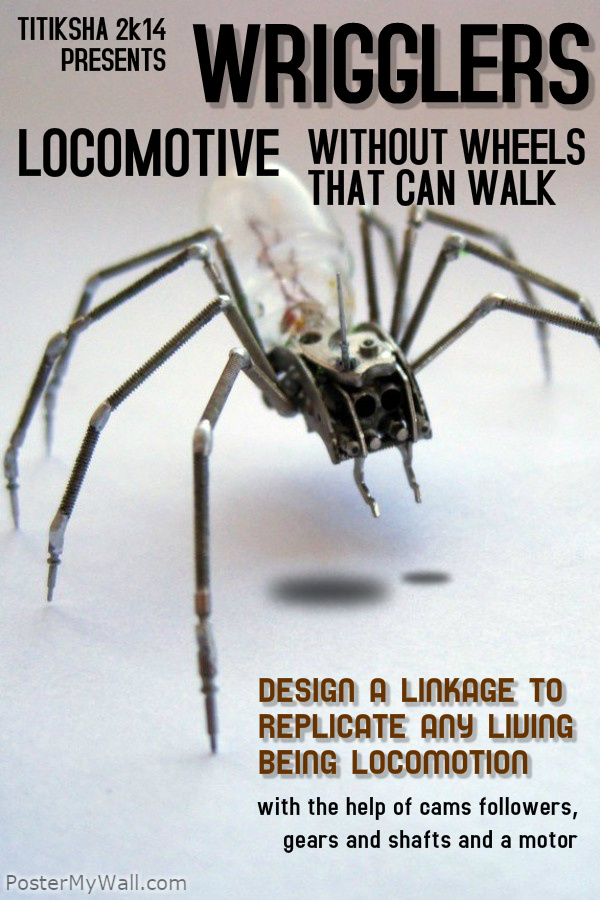 TITIKSHA 2k14
PRESENTS
WRIGGLERS
LOCOMOTIVE
WITHOUT WHEELS
THAT CAN WALK
DESIGN A LINKAGE TO
REPLICATE ANY LIVING
BEING LOCOMOTION
with the help of cams followers,
gears and shafts and a motor
PosterMyWall.com